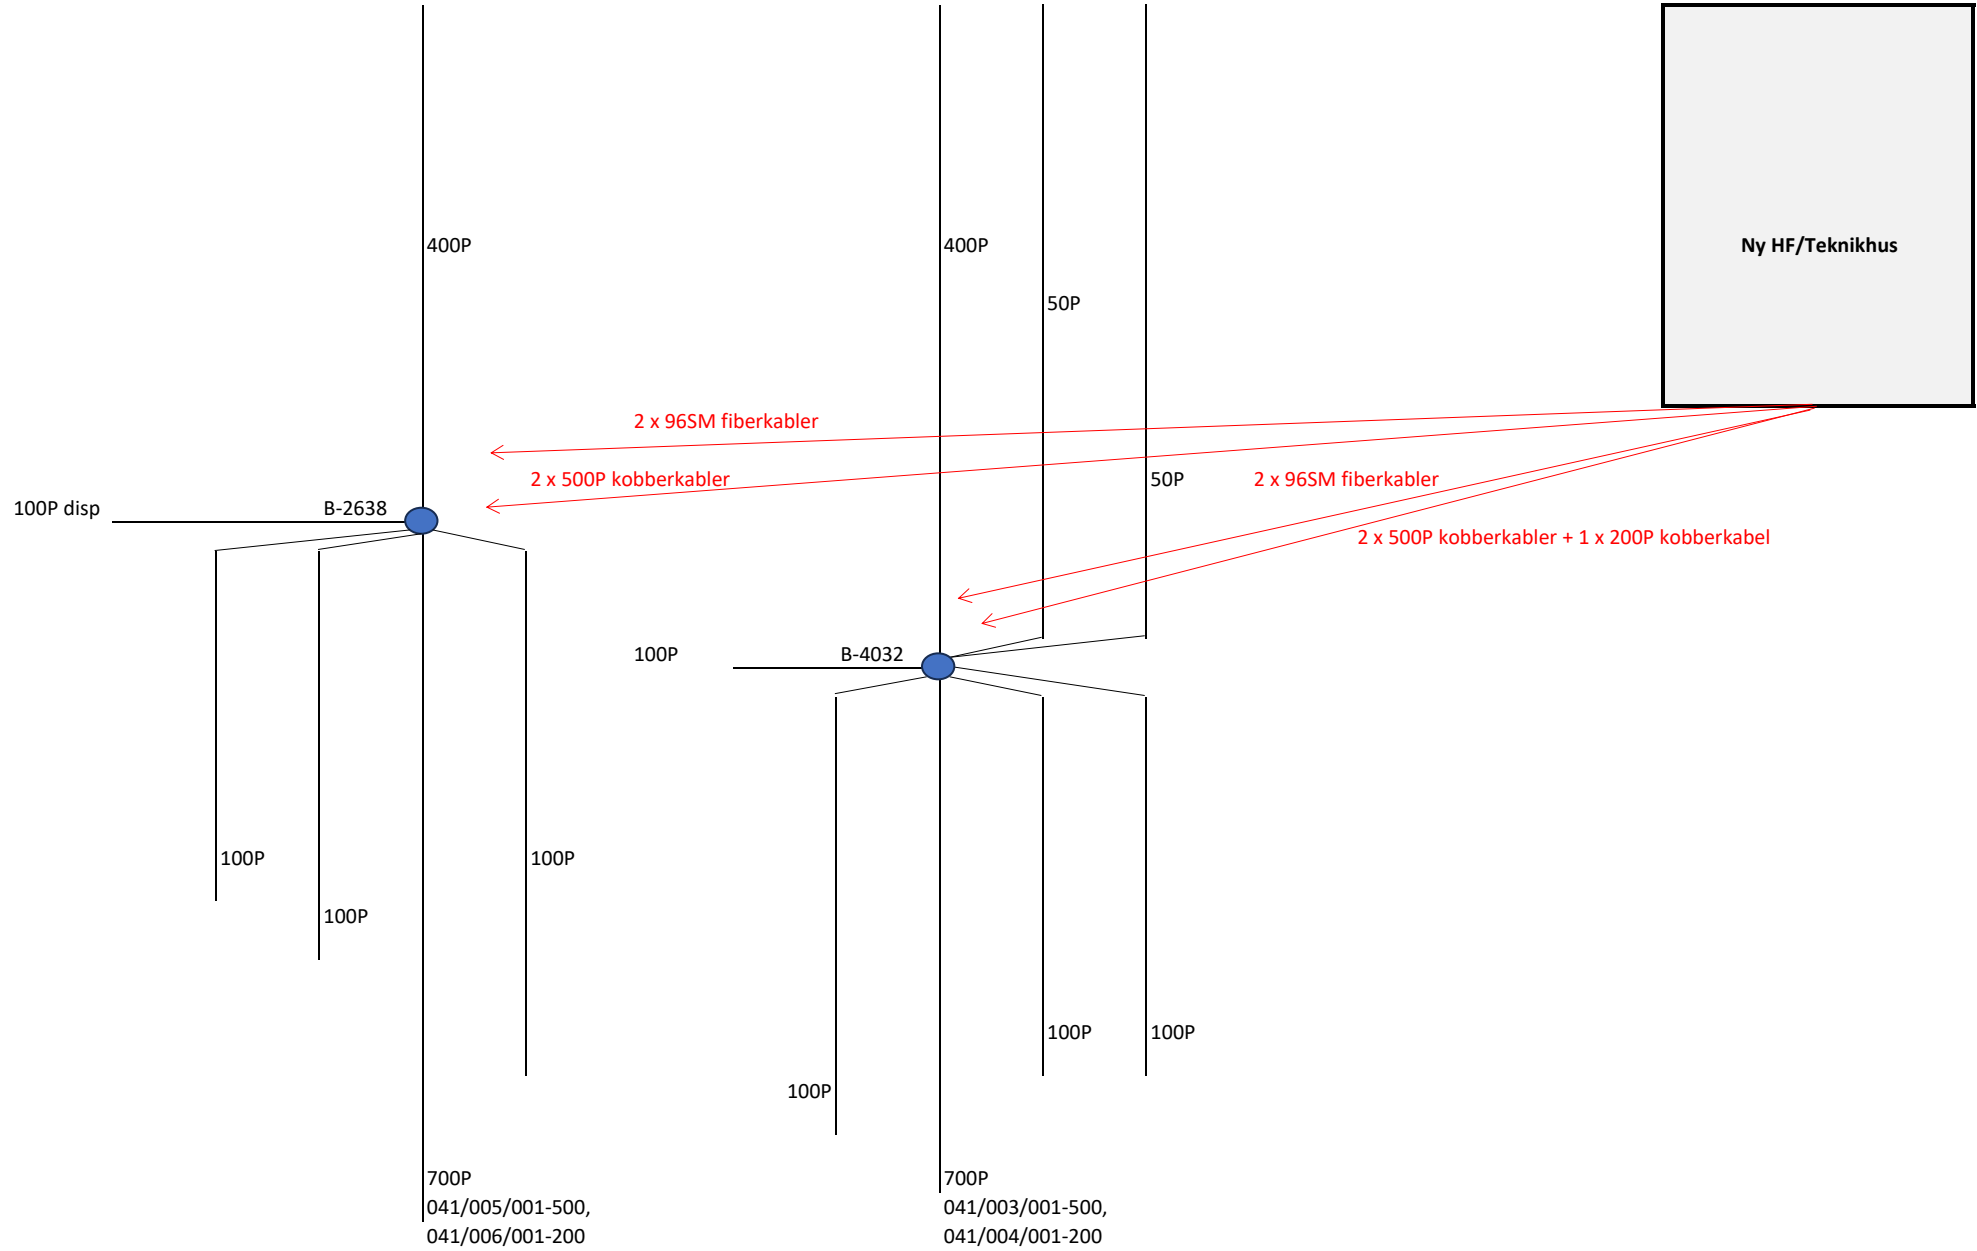 400P
400P
Ny HF/Teknikhus
50P
2 x 96SM fiberkabler
2 x 500P kobberkabler
50P
2 x 96SM fiberkabler
100P disp
B-2638
2 x 500P kobberkabler + 1 x 200P kobberkabel
100P
B-4032
100P
100P
100P
100P
100P
100P
700P
041/005/001-500,
041/006/001-200
700P
041/003/001-500,
041/004/001-200